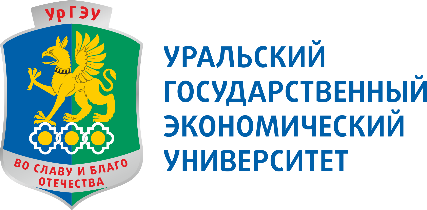 УрГЭУ
ВО СЛАВУ И БЛАГО
ОТЕЧЕСТВА
УРАЛЬСКИЙ
ГОСУДАРСТВЕННЫЙ
ЭКОНОМИЧЕСКИЙ
УНИВЕРСИТЕТ